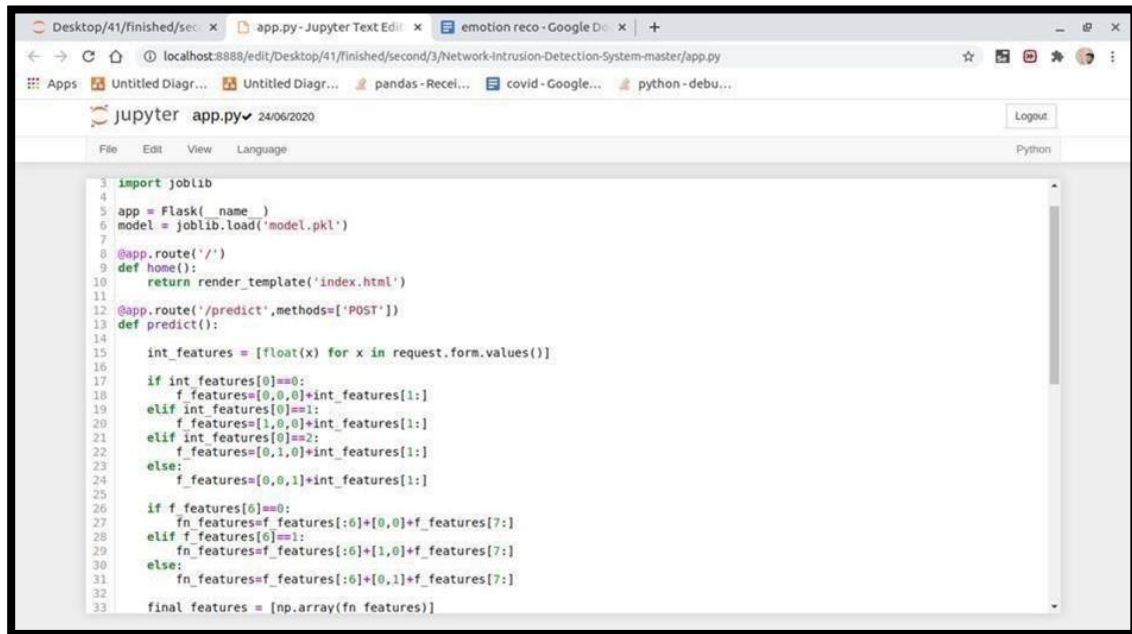 Desktop/41/finished/seco
app.py - Jupyter Text Edit
emotion reco - Google Do
localhost:8888/edit/Desktop/41/finished/second/3/Network-Intrusion-Detection-System-master/app.py
Apps Untitled Diagr... Untitled Diagr... pandas - Recei... covid - Google... python - debu...
jupyter app.py 24/06/2020
Logout
File Edit View Language
Python
3 import joblib
4
5 app = Flask(__name__)
6 model = joblib.load('model.pkl')
7
8 @app.route('/')
9 def home():
10     return render_template('index.html')
11
12 @app.route('/predict',methods=['POST'])
13 def predict():
14
15     int_features = [float(x) for x in request.form.values()]
16
17     if int_features[0]==0:
18         f_features=[0,0,0]+int_features[1:]
19     elif int_features[0]==1:
20         f_features=[1,0,0]+int_features[1:]
21     elif int_features[0]==2:
22         f_features=[0,1,0]+int_features[1:]
23     else:
24         f_features=[0,0,1]+int_features[1:]
25
26     if f_features[6]==0:
27         fn_features=f_features[:6]+[0,0]+f_features[7:]
28     elif f_features[6]==1:
29         fn_features=f_features[:6]+[1,0]+f_features[7:]
30     else:
31         fn_features=f_features[:6]+[0,1]+f_features[7:]
32
33     final_features = [np.array(fn_features)]